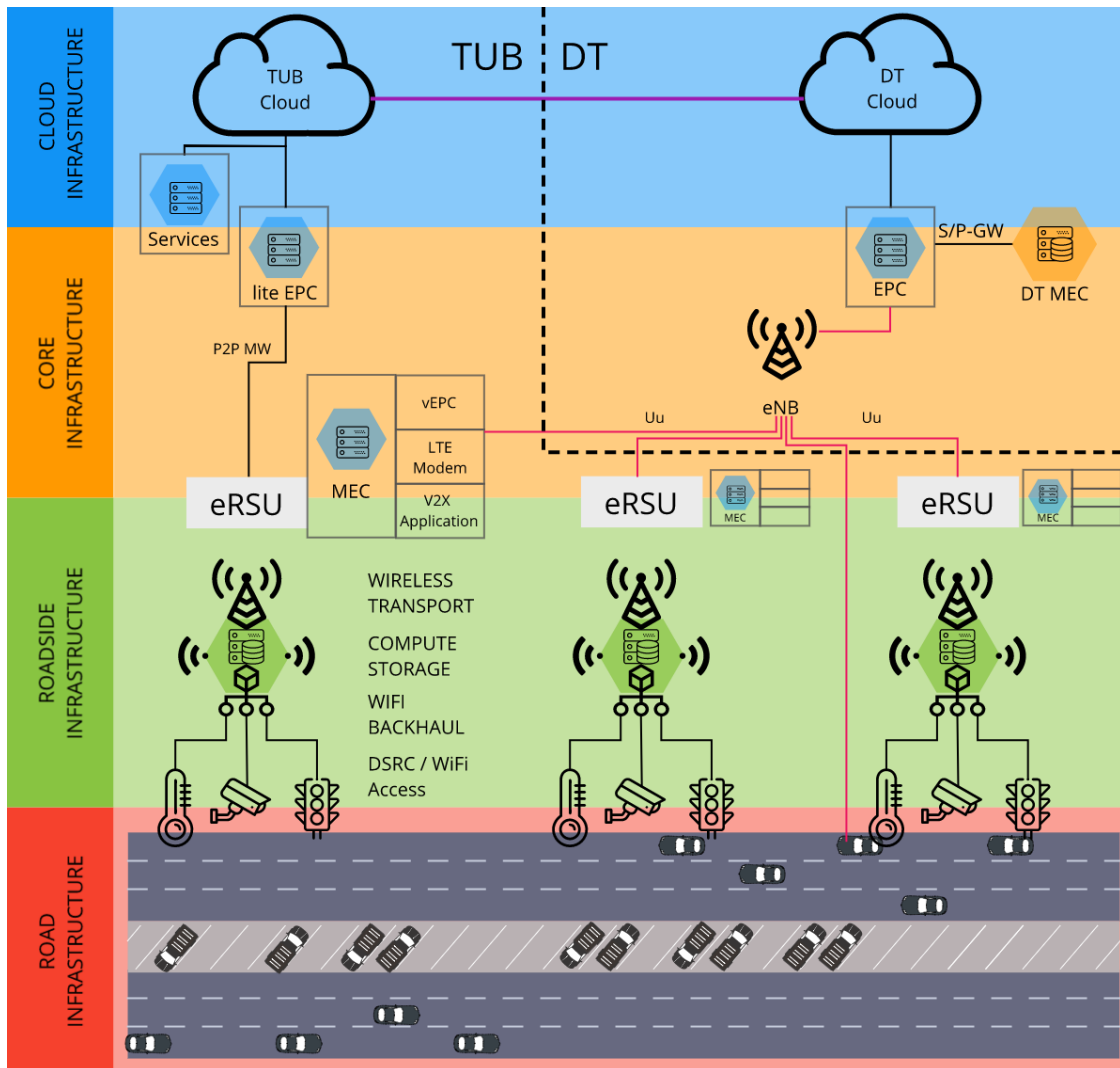 CLOUD
INFRASTRUCTURE
TUB
DT
TUB
Cloud
DT
Cloud
Services
CORE
INFRASTRUCTURE
lite EPC
P2P MW
S/P-GW
EPC
DT MEC
eNB
Uu
Uu
MEC
vEPC
LTE
Modem
V2X
Application
eRSU
eRSU
MEC
eRSU
MEC
ROADSIDE
INFRASTRUCTURE
WIRELESS
TRANSPORT
COMPUTE
STORAGE
WIFI
BACKHAUL
DSRC / WiFi
Access
ROAD
INFRASTRUCTURE